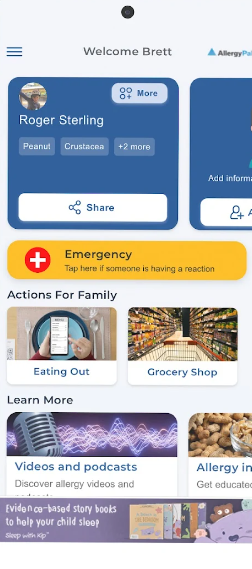 Welcome Brett
AllergyPal
More
Roger Sterling
Peanut
Crustacea
+2 more
Share
Add informa
Emergency
Tap here if someone is having a reaction
Actions For Family
Eating Out
Grocery Shop
Learn More
Videos and podcasts
Discover allergy videos and
podcasts
Allergy in
Get educate
Evidence-based story books
to help your child sleep
Sleep with Kip